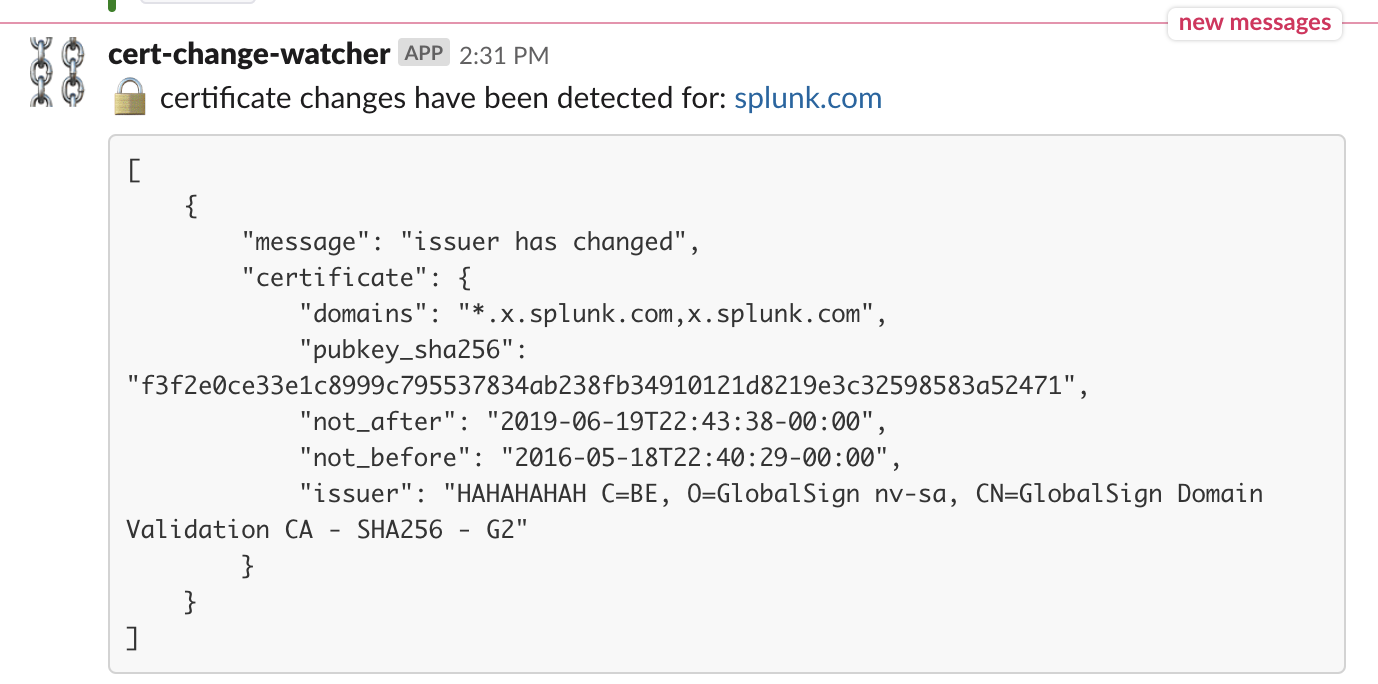 new messages
cert-change-watcher APP 2:31 PM
certificate changes have been detected for: splunk.com
[
    {
        "message": "issuer has changed",
        "certificate": {
            "domains": "*.x.splunk.com,x.splunk.com",
            "pubkey_sha256":
"f3f2e0ce33e1c8999c795537834ab238fb34910121d8219e3c32598583a52471",
            "not_after": "2019-06-19T22:43:38-00:00",
            "not_before": "2016-05-18T22:40:29-00:00",
            "issuer": "HAHAHAHAH C=BE, O=GlobalSign nv-sa, CN=GlobalSign Domain
Validation CA - SHA256 - G2"
        }
    }
]